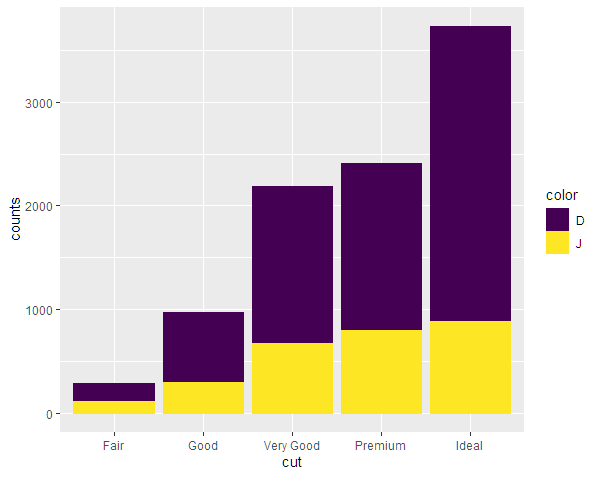 counts
3000
2000
1000
0
Fair
Good
Very Good
Premium
Ideal
cut
color
D
J